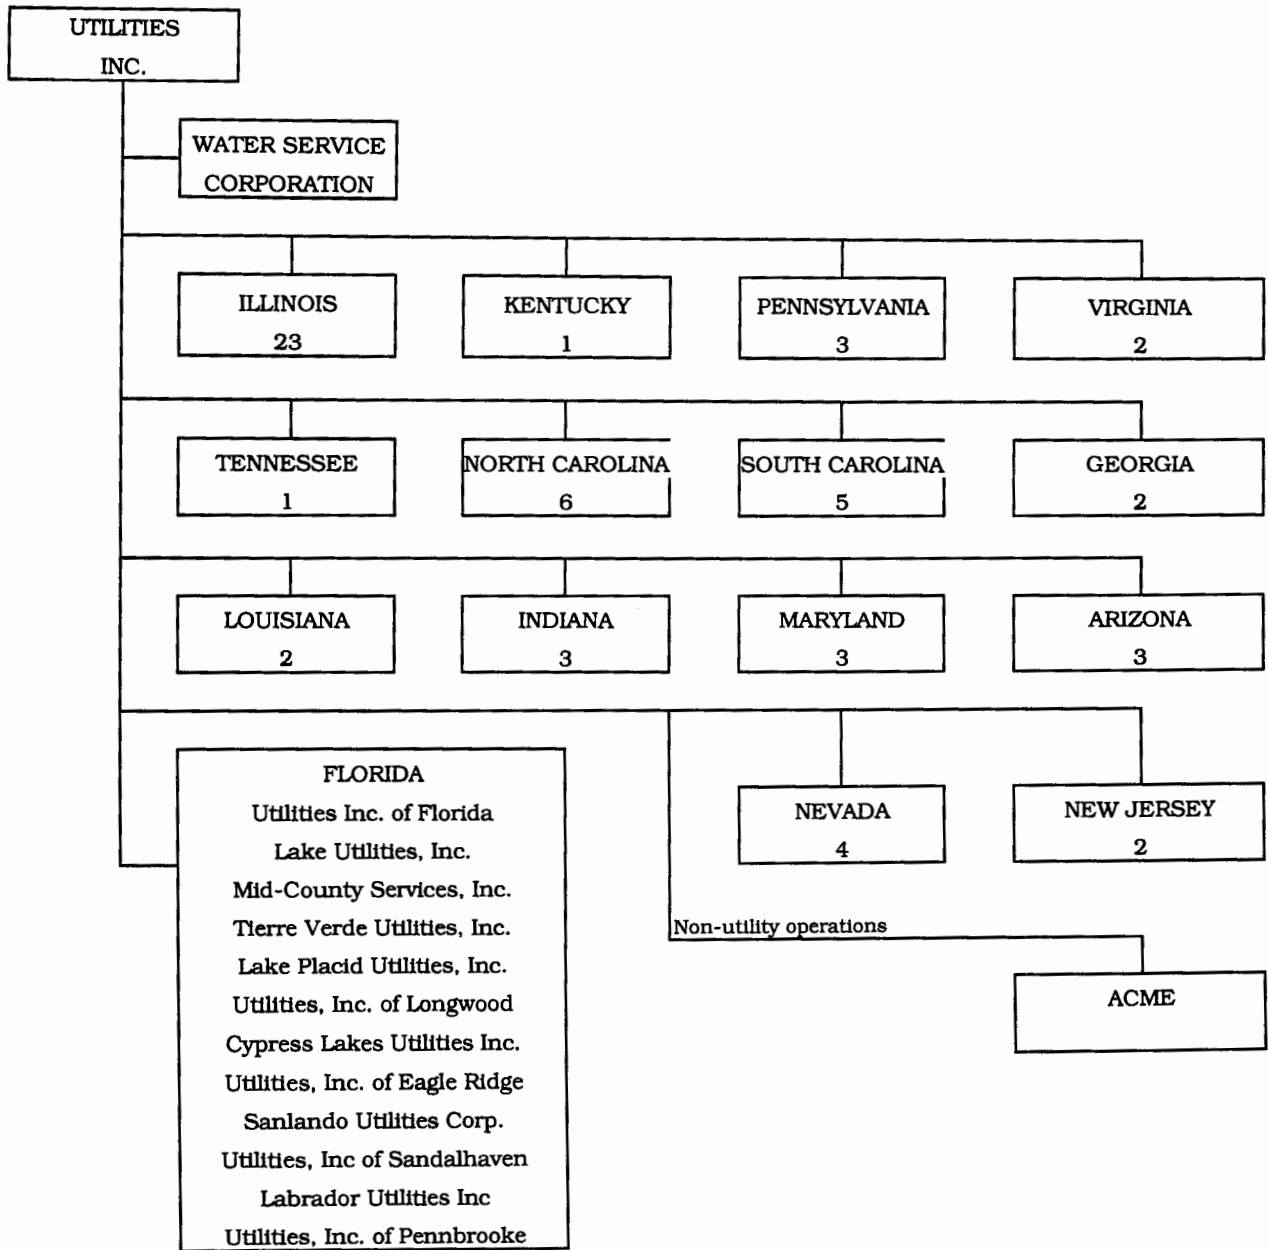 UTILITIES
INC.
WATER SERVICE
CORPORATION
ILLINOIS
23
KENTUCKY
1
PENNSYLVANIA
3
VIRGINIA
2
TENNESSEE
1
NORTH CAROLINA
6
SOUTH CAROLINA
5
GEORGIA
2
LOUISIANA
2
INDIANA
3
MARYLAND
3
ARIZONA
3
FLORIDA
Utilities Inc. of Florida
Lake Utilities, Inc.
Mid-County Services, Inc.
Tierre Verde Utilities, Inc.
Lake Placid Utilities, Inc.
Utilities, Inc. of Longwood
Cypress Lakes Utilities Inc.
Utilities, Inc. of Eagle Ridge
Sanlando Utilities Corp.
Utilities, Inc of Sandalhaven
Labrador Utilities Inc
Utilities, Inc. of Pennbrooke
NEVADA
4
NEW JERSEY
2
Non-utility operations
ACME